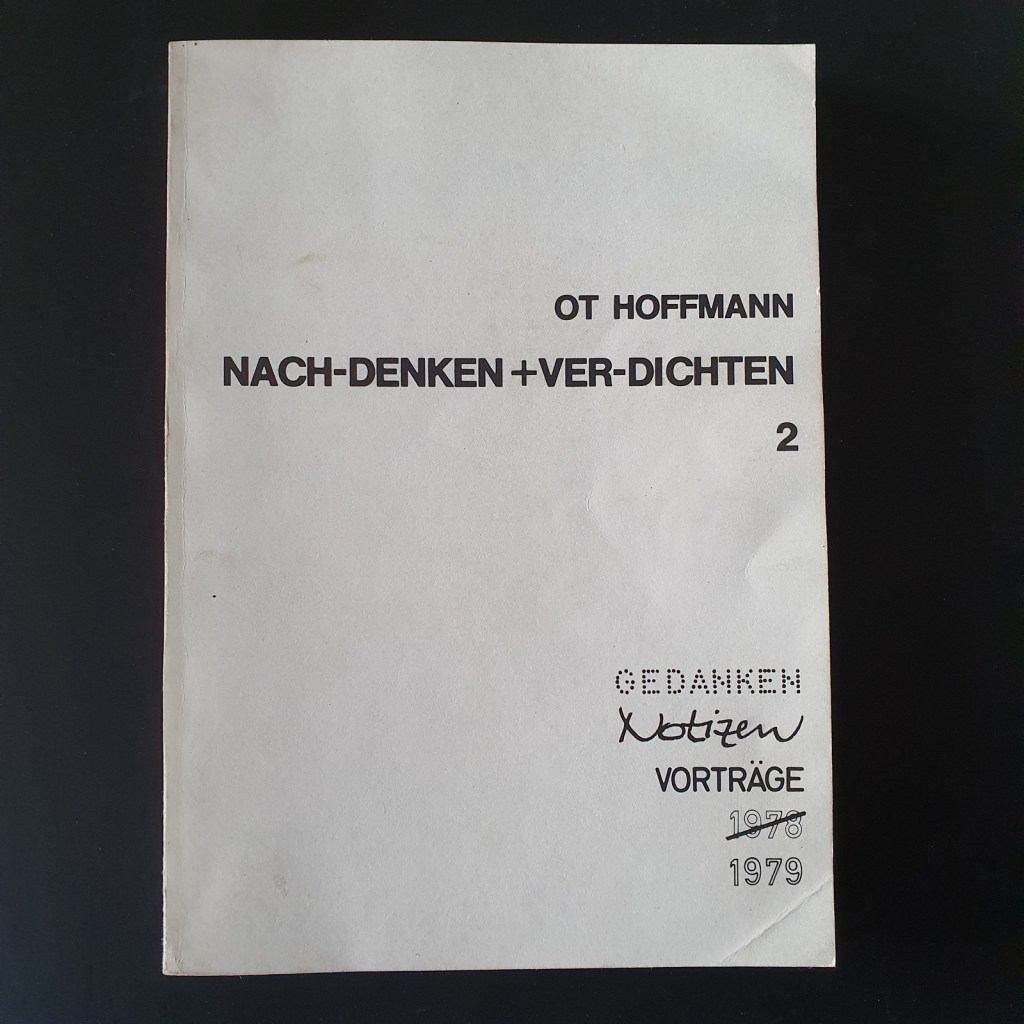 OT HOFFMANN
NACH-DENKEN+VER-DICHTEN
2
GEDANKEN
Notizen
VORTRÄGE
1978
1979